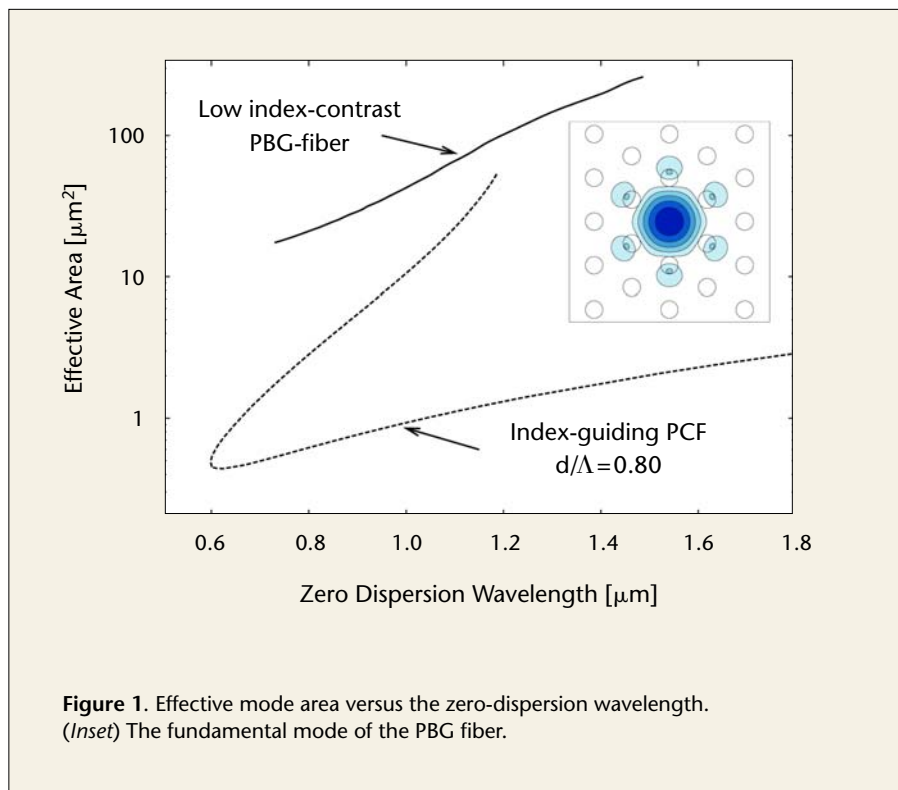 Low index-contrast
PBG-fiber
100
10
1
Effective Area [μm²]
Index-guiding PCF
d/Λ=0.80
0.6 0.8 1.0 1.2 1.4 1.6 1.8
Zero Dispersion Wavelength [μm]
Figure 1. Effective mode area versus the zero-dispersion wavelength.
(Inset) The fundamental mode of the PBG fiber.